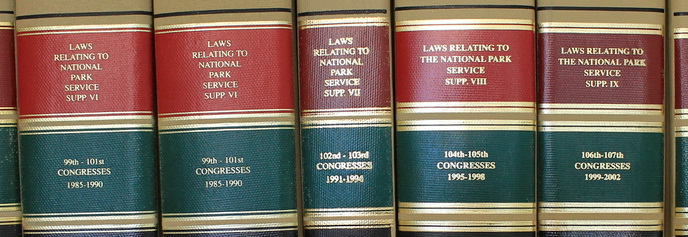 LAWS
RELATING TO
NATIONAL
PARK
SERVICE
SUPP. VI
99th - 101st
CONGRESSES
1985-1990
LAWS
RELATING TO
NATIONAL
PARK
SERVICE
SUPP. VI
99th - 101st
CONGRESSES
1985-1990
LAWS
RELATING TO
NATIONAL
PARK
SERVICE
SUPP. VII
102nd - 103rd
CONGRESSES
1991-1994
LAWS RELATING TO
THE NATIONAL PARK
SERVICE
SUPP. VIII
104th-105th
CONGRESSES
1995-1998
LAWS RELATING TO
THE NATIONAL PARK
SERVICE
SUPP. IX
106th-107th
CONGRESSES
1999-2002